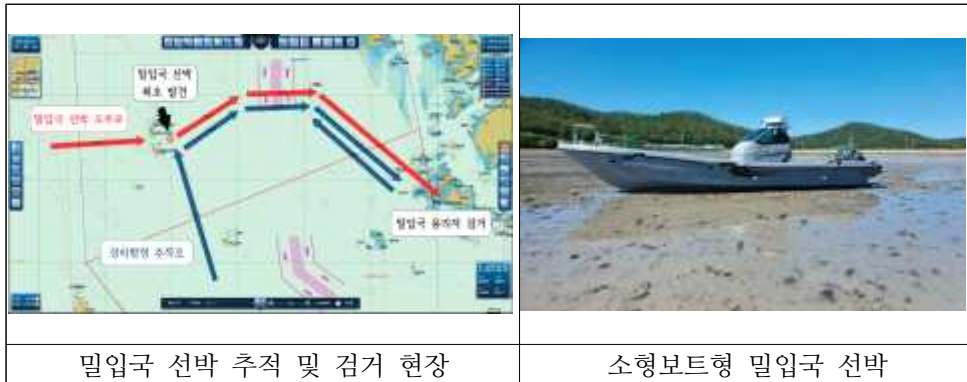 밀입국 선박
최초 발견
밀입국 선박 도주로
경비함정 추적로
밀입국 용의자 검거
밀입국 선박 추적 및 검거 현장
소형보트형 밀입국 선박